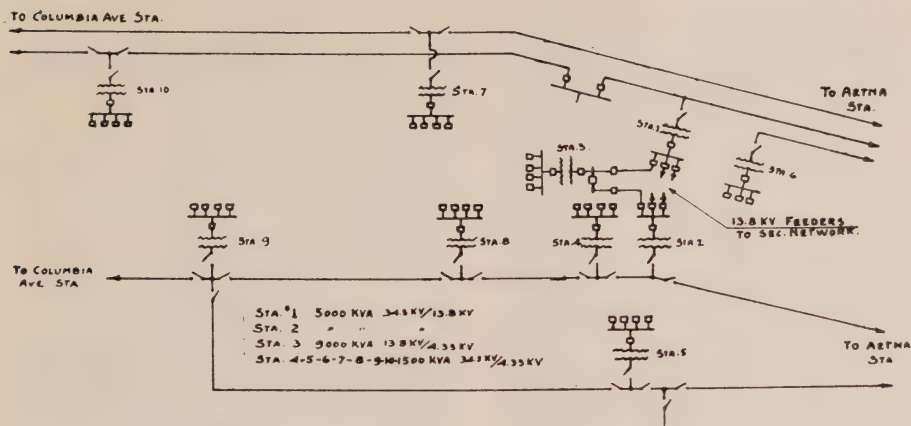 TO COLUMBIA AVE STA.
STA 10
STA. 7
TO ARTNA STA.
STA. 1
STA. 3
STA 6
13.8 KV FEEDERS
TO SEC. NETWORK.
STA 9
STA. 8
STA. 4
STA. 2
TO COLUMBIA
AVE STA
STA. #1 5000 KVA 34.5 KV/13.8 KV
STA. 2 " " "
STA. 3 9000 KVA 13.8 KV/4.33 KV
STA. 4-5-6-7-8-9-10-1500 KVA 34.5 KV/4.33 KV
TO ARTNA
STA
STA. 5